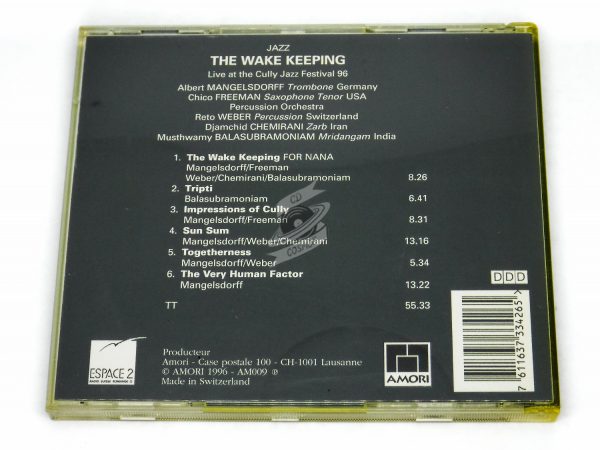 JAZZ
THE WAKE KEEPING
Live at the Cully Jazz Festival 96
Albert MANGELSDORFF Trombone Germany
Chico FREEMAN Saxophone Tenor USA
Percussion Orchestra
Reto WEBER Percussion Switzerland
Djamchid CHEMIRANI Zarb Iran
Musthwamy BALASUBRAMONIAM Mridangam India
1. The Wake Keeping FOR NANA
Mangelsdorff/Freeman
Weber/Chemirani/Balasubramoniam 8.26
2. Tripti
Balasubramoniam 6.41
3. Impressions of Cully
Mangelsdorff/Freeman 8.31
4. Sun Sum
Mangelsdorff/Weber/Chemirani 13.16
5. Togetherness
Mangelsdorff/Weber 5.34
6. The Very Human Factor
Mangelsdorff 13.22
TT 55.33
CD
DDD
7 611637 334265 >
ESPACE 2
Producteur
Amori - Case postale 100 - CH-1001 Lausanne
© AMORI 1996 - AM009 ℗
Made in Switzerland
AMORI